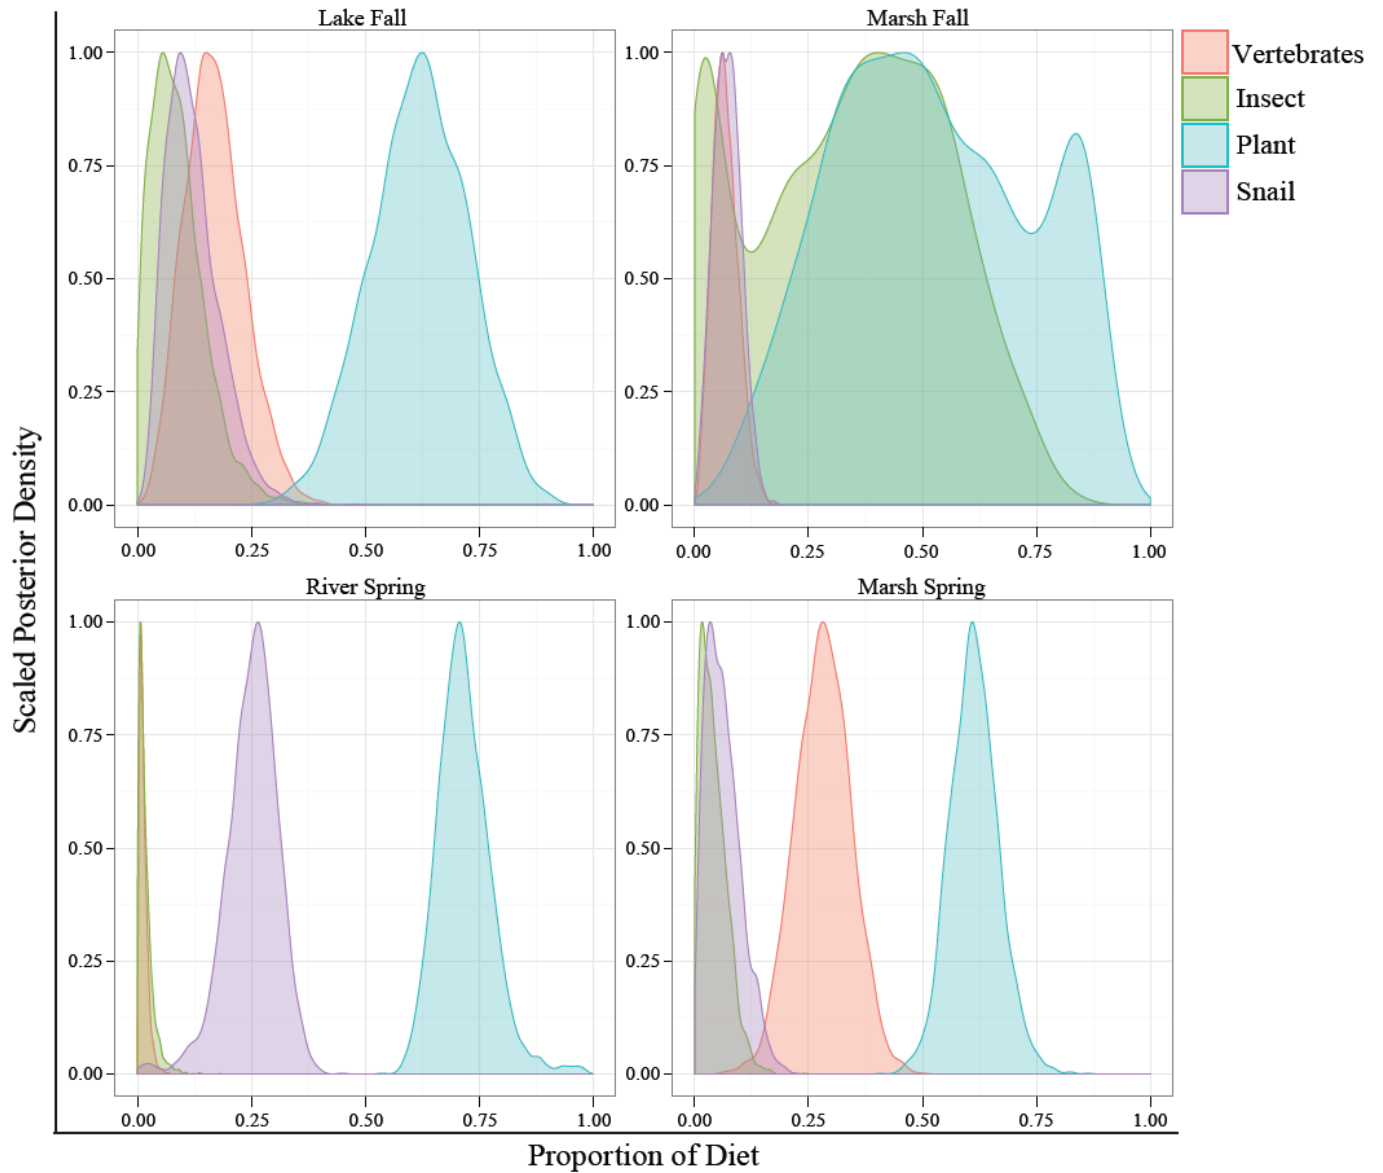 Lake Fall
Marsh Fall
Vertebrates
Insect
Plant
Snail
1.00
0.75
0.50
0.25
0.00
1.00
0.75
0.50
0.25
0.00
0.00 0.25 0.50 0.75 1.00
0.00 0.25 0.50 0.75 1.00
Scaled Posterior Density
River Spring
Marsh Spring
1.00
0.75
0.50
0.25
0.00
1.00
0.75
0.50
0.25
0.00
0.00 0.25 0.50 0.75 1.00
0.00 0.25 0.50 0.75 1.00
Proportion of Diet